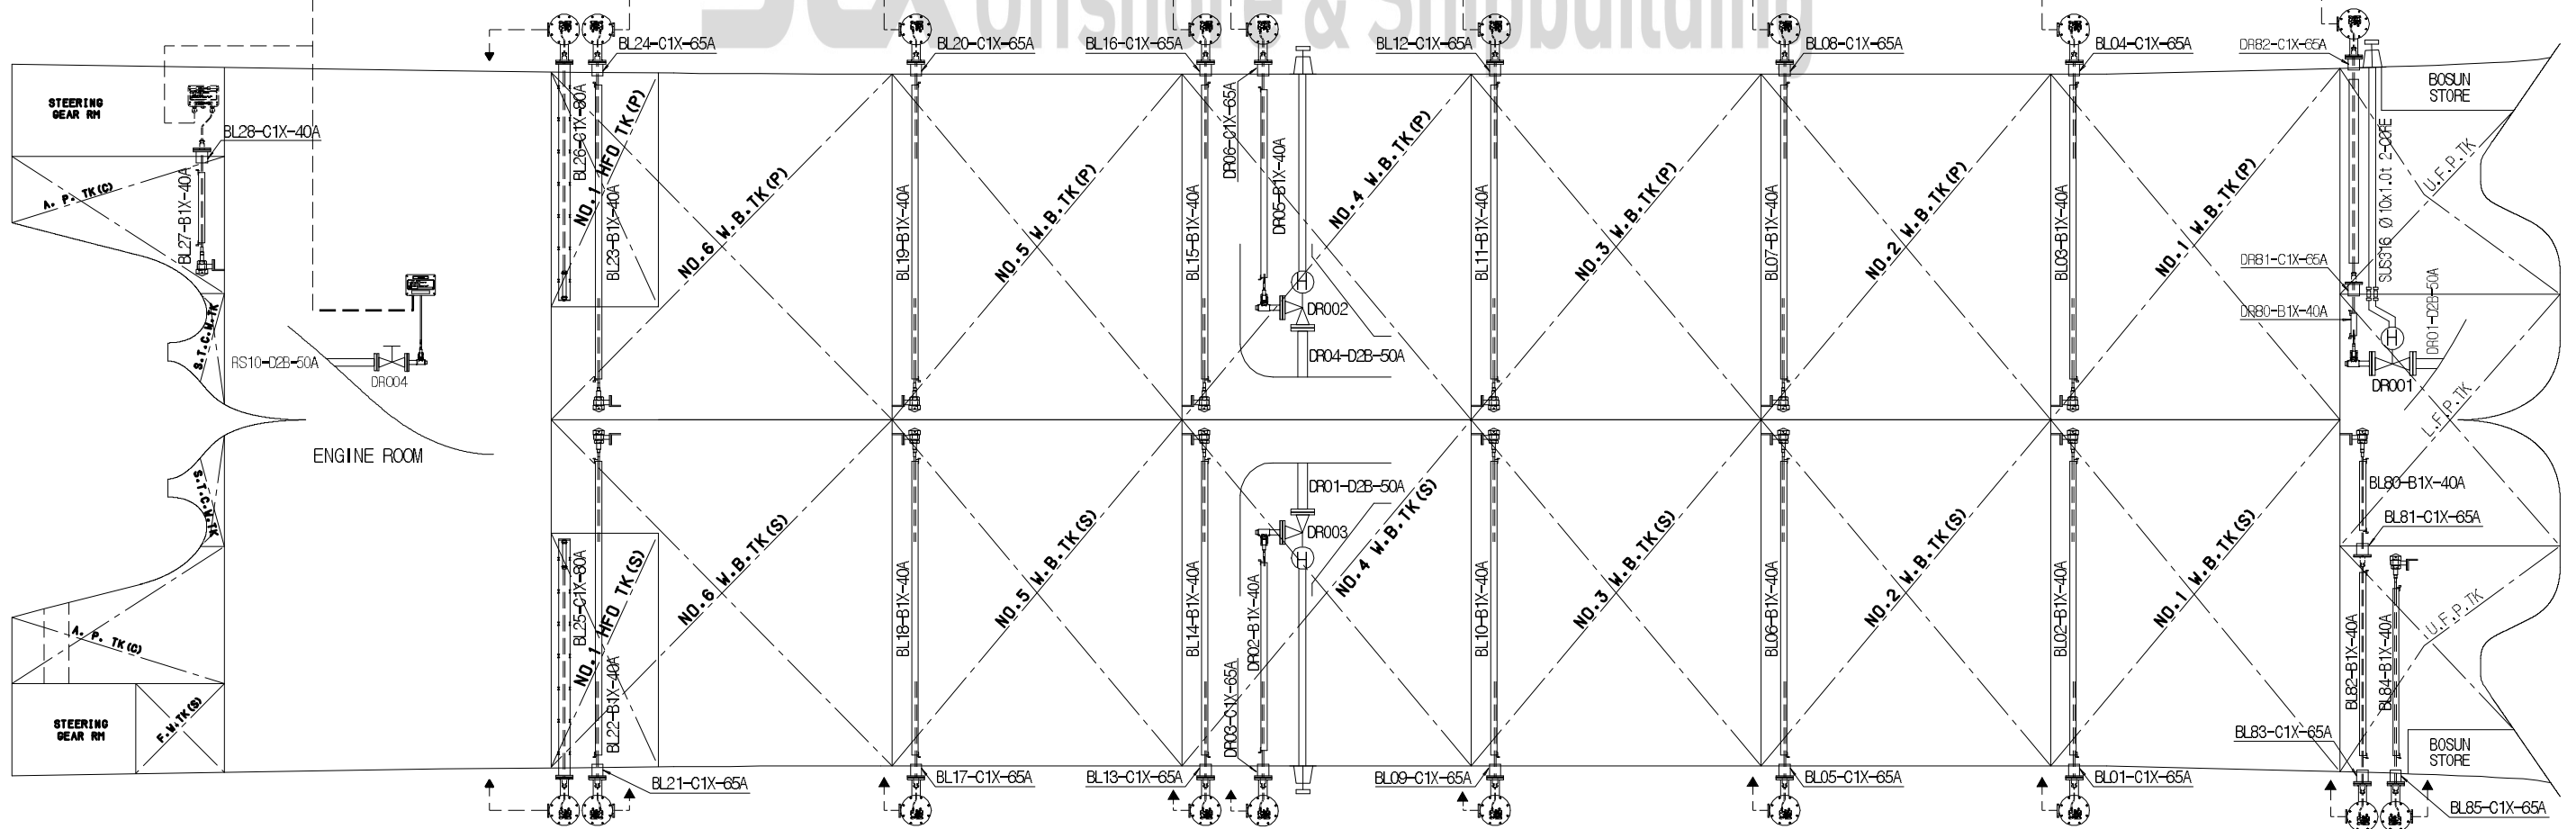 Offshore & Shipbuilding
BL24-C1X-65A
BL20-C1X-65A
BL16-C1X-65A
BL12-C1X-65A
BL08-C1X-65A
BL04-C1X-65A
DR82-C1X-65A
STEERING
GEAR RM
BL28-C1X-40A
BL26-C1X-80A
NO.1 HFO TK(P)
DR06-C1X-65A
BOSUN
STORE
A. P. TK(C)
BL27-B1X-40A
BL23-B1X-40A
NO.6 W.B.TK(P)
BL19-B1X-40A
NO.5 W.B.TK(P)
BL15-B1X-40A
DR05-B1X-40A
NO.4 W.B.TK(P)
BL11-B1X-40A
NO.3 W.B.TK(P)
BL07-B1X-40A
NO.2 W.B.TK(P)
BL03-B1X-40A
NO.1 W.B.TK(P)
SUS316 Ø10x1.0t 2-CORE
U.F.P.TK
DR81-C1X-65A
S.T.C.W.TK
H
DR002
DR80-B1X-40A
DR01-D2B-50A
H
RS10-D2B-50A
DR004
DR04-D2B-50A
DR001
L.F.P.TK
ENGINE ROOM
S.T.C.W.TK
DR01-D2B-50A
BL80-B1X-40A
BL81-C1X-65A
DR003
H
BL25-C1X-80A
NO.1 HFO TK(S)
BL22-B1X-40A
NO.6 W.B.TK(S)
BL18-B1X-40A
NO.5 W.B.TK(S)
BL14-B1X-40A
DR02-B1X-40A
DR03-C1X-65A
NO.4 W.B.TK(S)
BL10-B1X-40A
NO.3 W.B.TK(S)
BL06-B1X-40A
NO.2 W.B.TK(S)
BL02-B1X-40A
NO.1 W.B.TK(S)
BL82-B1X-40A
BL84-B1X-40A
U.F.P.TK
A. P. TK(C)
STEERING
GEAR RM
F.W.TK(S)
BL83-C1X-65A
BOSUN
STORE
BL21-C1X-65A
BL17-C1X-65A
BL13-C1X-65A
BL09-C1X-65A
BL05-C1X-65A
BL01-C1X-65A
BL85-C1X-65A